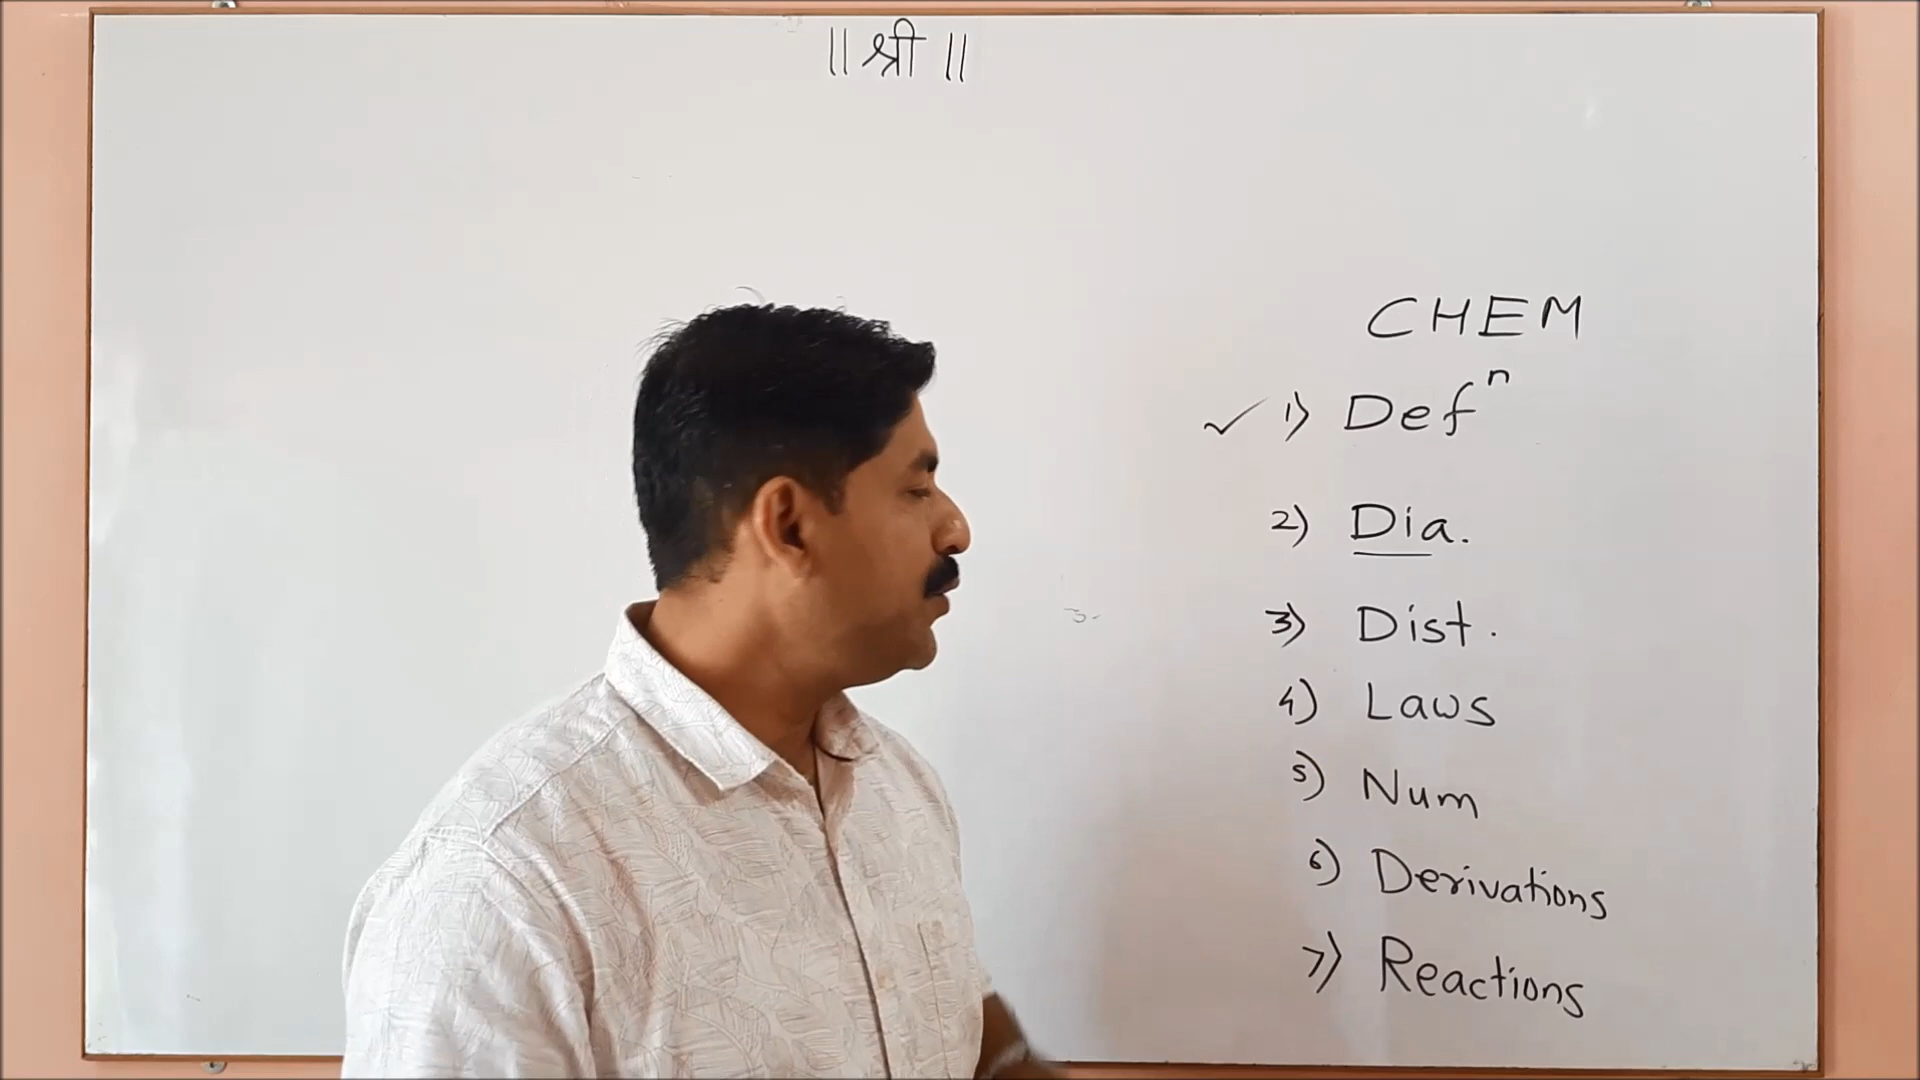 || श्री ||
CHEM
✓ 1) Defⁿ
2) Dia.
3) Dist.
4) Laws
5) Num
6) Derivations
7) Reactions